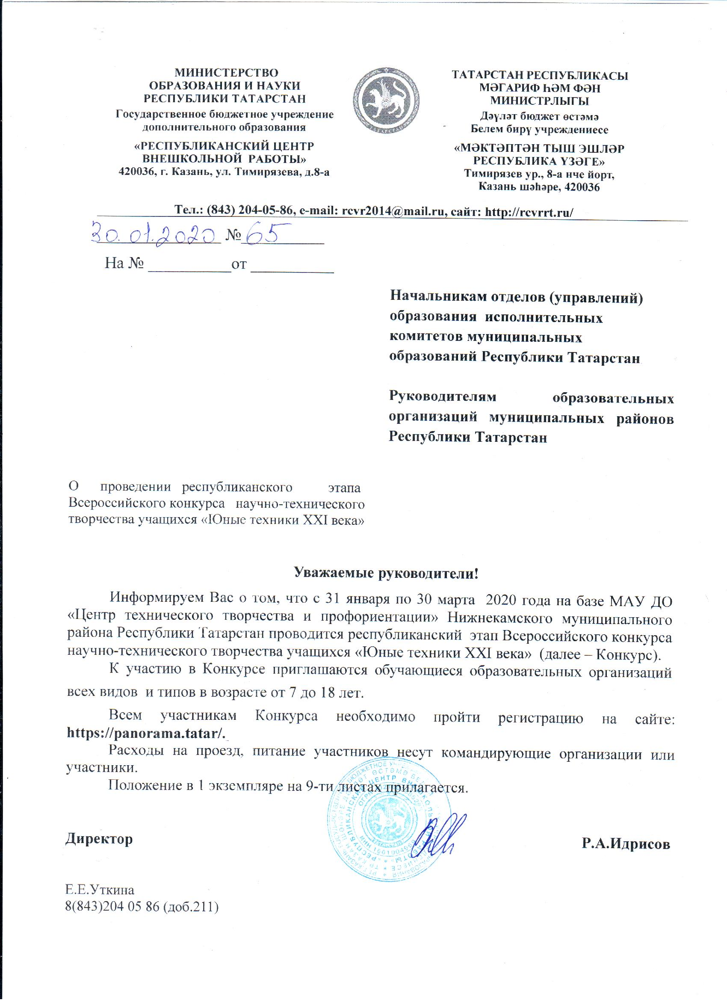 МИНИСТЕРСТВО
ОБРАЗОВАНИЯ И НАУКИ
РЕСПУБЛИКИ ТАТАРСТАН
Государственное бюджетное учреждение
дополнительного образования
«РЕСПУБЛИКАНСКИЙ ЦЕНТР
ВНЕШКОЛЬНОЙ РАБОТЫ»
420036, г. Казань, ул. Тимирязева, д.8-а
ТАТАРСТАН РЕСПУБЛИКАСЫ
МӘГАРИФ ҺӘМ ФӘН
МИНИСТРЛЫГЫ
Дәүләт бюджет өстәмә
Белем бирү учреждениесе
«МӘКТӘПТӘН ТЫШ ЭШЛӘР
РЕСПУБЛИКА ҮЗӘГЕ»
Тимирязев ур., 8-а нче йорт,
Казань шәһәре, 420036
Тел.: (843) 204-05-86, e-mail: rcvr2014@mail.ru, сайт: http://rcvrrt.ru/
30.01.2020 № 65
На № ___________от ___________
Начальникам отделов (управлений)
образования исполнительных
комитетов муниципальных
образований Республики Татарстан
Руководителям образовательных
организаций муниципальных районов
Республики Татарстан
О проведении республиканского этапа
Всероссийского конкурса научно-технического
творчества учащихся «Юные техники XXI века»
Уважаемые руководители!
Информируем Вас о том, что с 31 января по 30 марта 2020 года на базе МАУ ДО
«Центр технического творчества и профориентации» Нижнекамского муниципального
района Республики Татарстан проводится республиканский этап Всероссийского конкурса
научно-технического творчества учащихся «Юные техники XXI века» (далее – Конкурс).
К участию в Конкурсе приглашаются обучающиеся образовательных организаций
всех видов и типов в возрасте от 7 до 18 лет.
Всем участникам Конкурса необходимо пройти регистрацию на сайте:
https://panorama.tatar/.
Расходы на проезд, питание участников несут командирующие организации или
участники.
Положение в 1 экземпляре на 9-ти листах прилагается.
Директор
Р.А.Идрисов
Е.Е.Уткина
8(843)204 05 86 (доб.211)